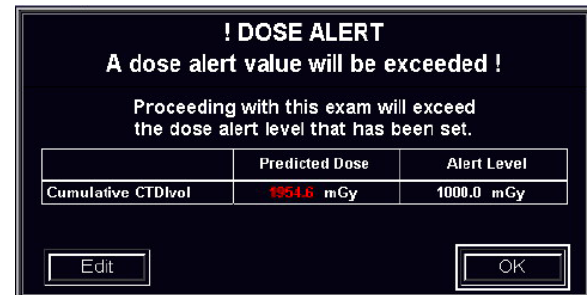 ! DOSE ALERT
A dose alert value will be exceeded !
Proceeding with this exam will exceed
the dose alert level that has been set.
Predicted Dose Alert Level
Cumulative CTDIvol 1954.6 mGy 1000.0 mGy
Edit OK